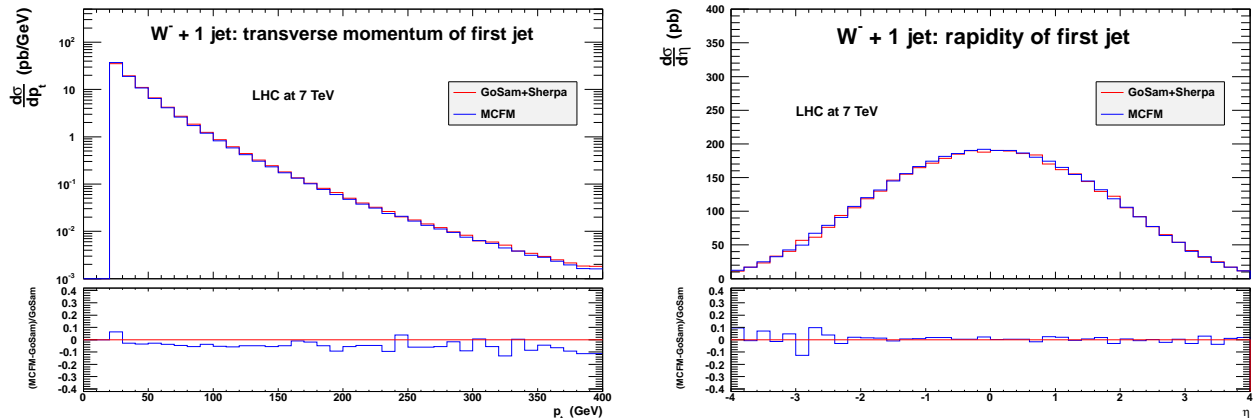 W⁻ + 1 jet: transverse momentum of first jet
LHC at 7 TeV
GoSam+Sherpa
MCFM
dσ/dpₜ (pb/GeV)
10²
10
1
10⁻¹
10⁻²
10⁻³
(MCFM-GoSam)/GoSam
0.4
0.3
0.2
0.1
0
-0.1
-0.2
-0.3
-0.4
0 50 100 150 200 250 300 350 400
pₜ (GeV)
W⁻ + 1 jet: rapidity of first jet
LHC at 7 TeV
GoSam+Sherpa
MCFM
dσ/dη (pb)
400
350
300
250
200
150
100
50
0
(MCFM-GoSam)/GoSam
0.4
0.3
0.2
0.1
0
-0.1
-0.2
-0.3
-0.4
-4 -3 -2 -1 0 1 2 3 4
η